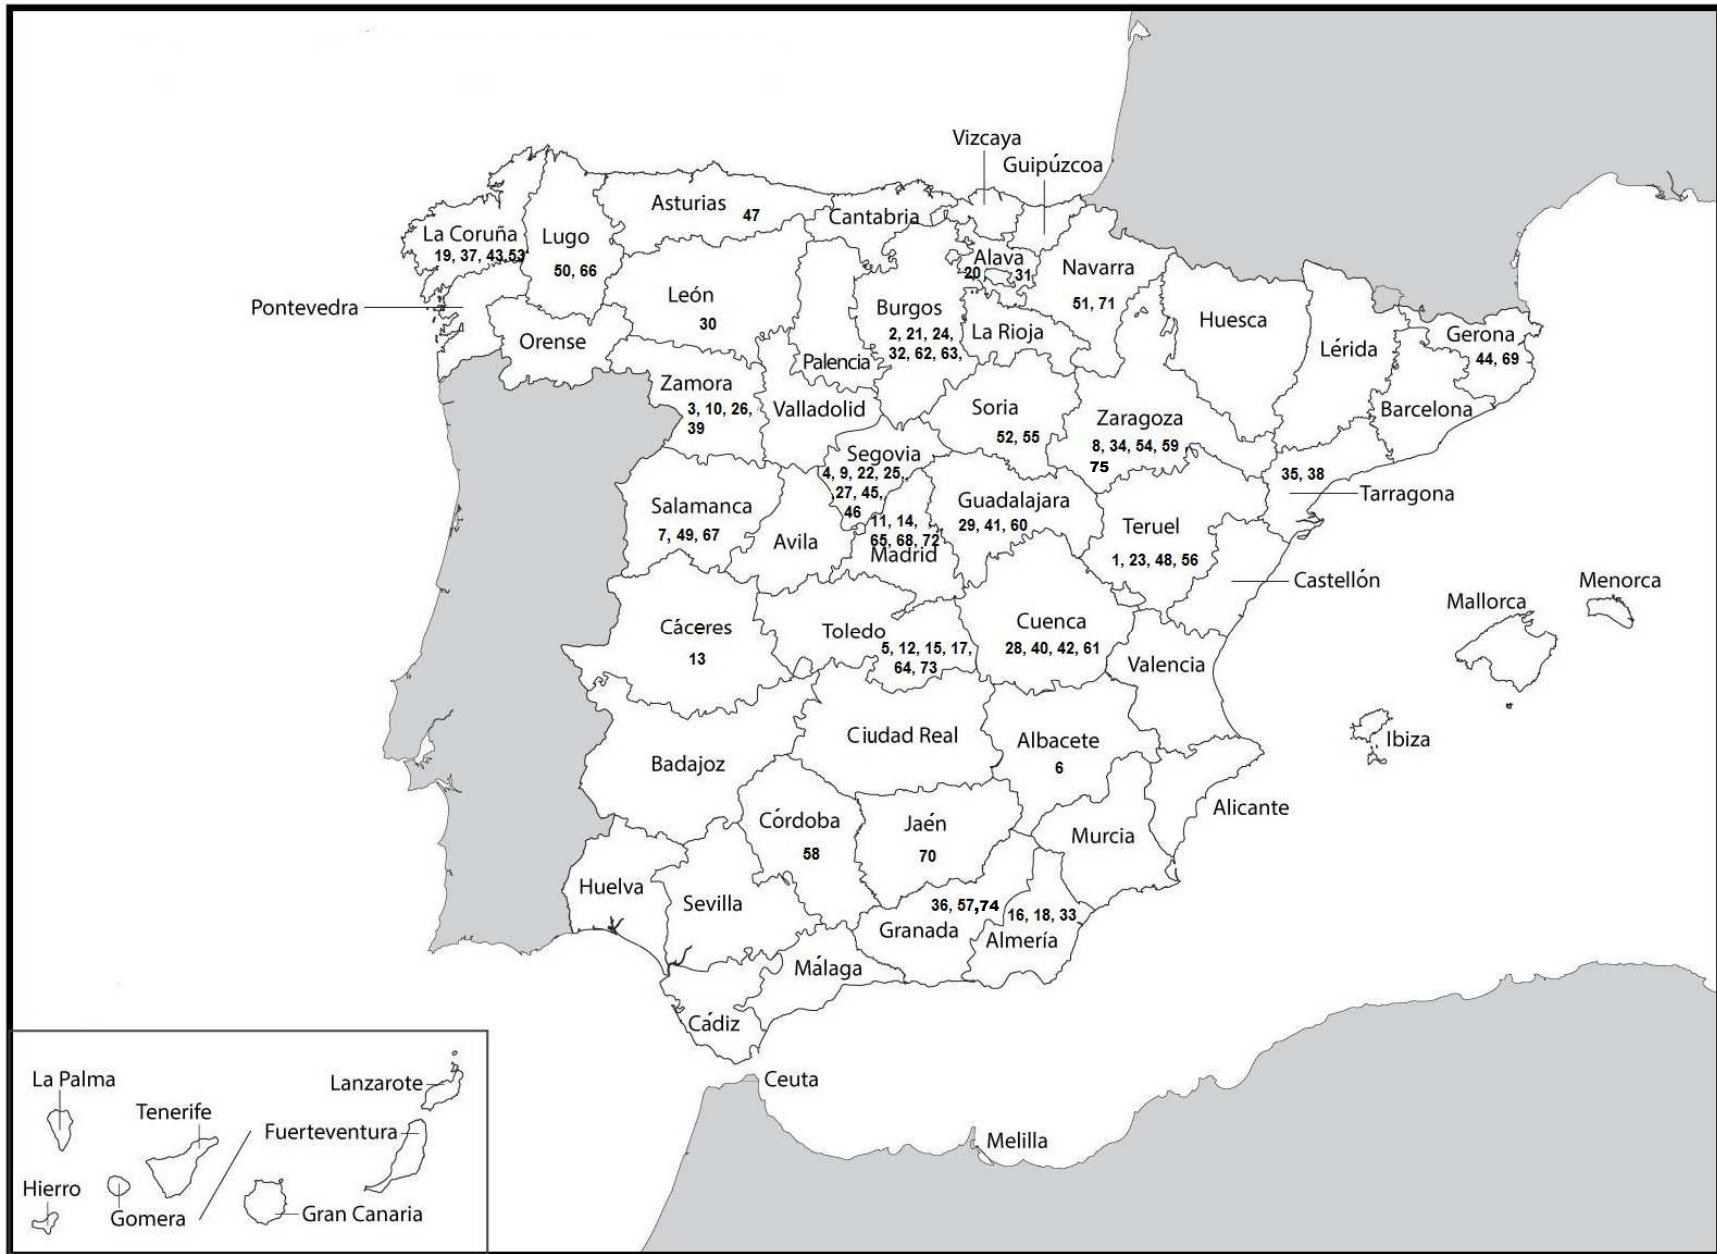 Vizcaya
Guipúzcoa
Asturias 47
Cantabria
La Coruña
19, 37, 43,53
Lugo
50, 66
Alava
20 31
Navarra
51, 71
Pontevedra
León
30
Burgos
2, 21, 24,
32, 62, 63,
La Rioja
Huesca
Lérida
Gerona
44, 69
Orense
Palencia
Zamora
3, 10, 26,
39
Valladolid
Soria
52, 55
Zaragoza
8, 34, 54, 59
75
Barcelona
Segovia
4, 9, 22, 25,
27, 45,
46
35, 38
Tarragona
Salamanca
7, 49, 67
Avila
11, 14,
65, 68, 72
Madrid
Guadalajara
29, 41, 60
Teruel
1, 23, 48, 56
Castellón
Menorca
Mallorca
Cáceres
13
Toledo
5, 12, 15, 17,
64, 73
Cuenca
28, 40, 42, 61
Valencia
Ibiza
Badajoz
Ciudad Real
Albacete
6
Alicante
Córdoba
58
Jaén
70
Murcia
Huelva
Sevilla
36, 57,74
Granada
16, 18, 33
Almería
Málaga
Cádiz
Ceuta
Melilla
La Palma
Lanzarote
Tenerife
Fuerteventura
Hierro
Gomera
Gran Canaria